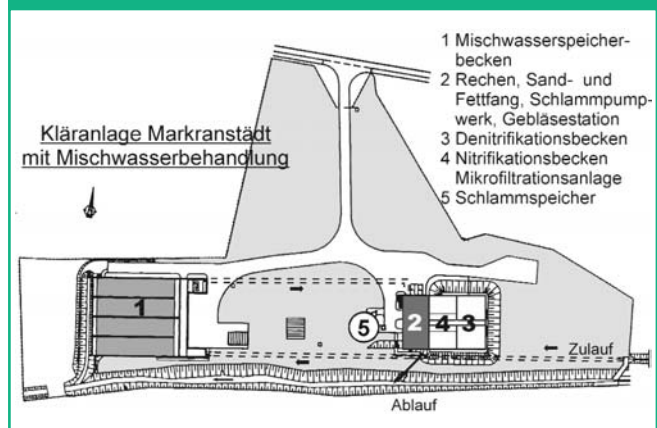 Kläranlage Markranstädt
mit Mischwasserbehandlung
1 Mischwasserspeicher-
becken
2 Rechen, Sand- und
Fettfang, Schlammpump-
werk, Gebläsestation
3 Denitrifikationsbecken
4 Nitrifikationsbecken
Mikrofiltrationsanlage
5 Schlammspeicher
1
5
2
4
3
Zulauf
Ablauf